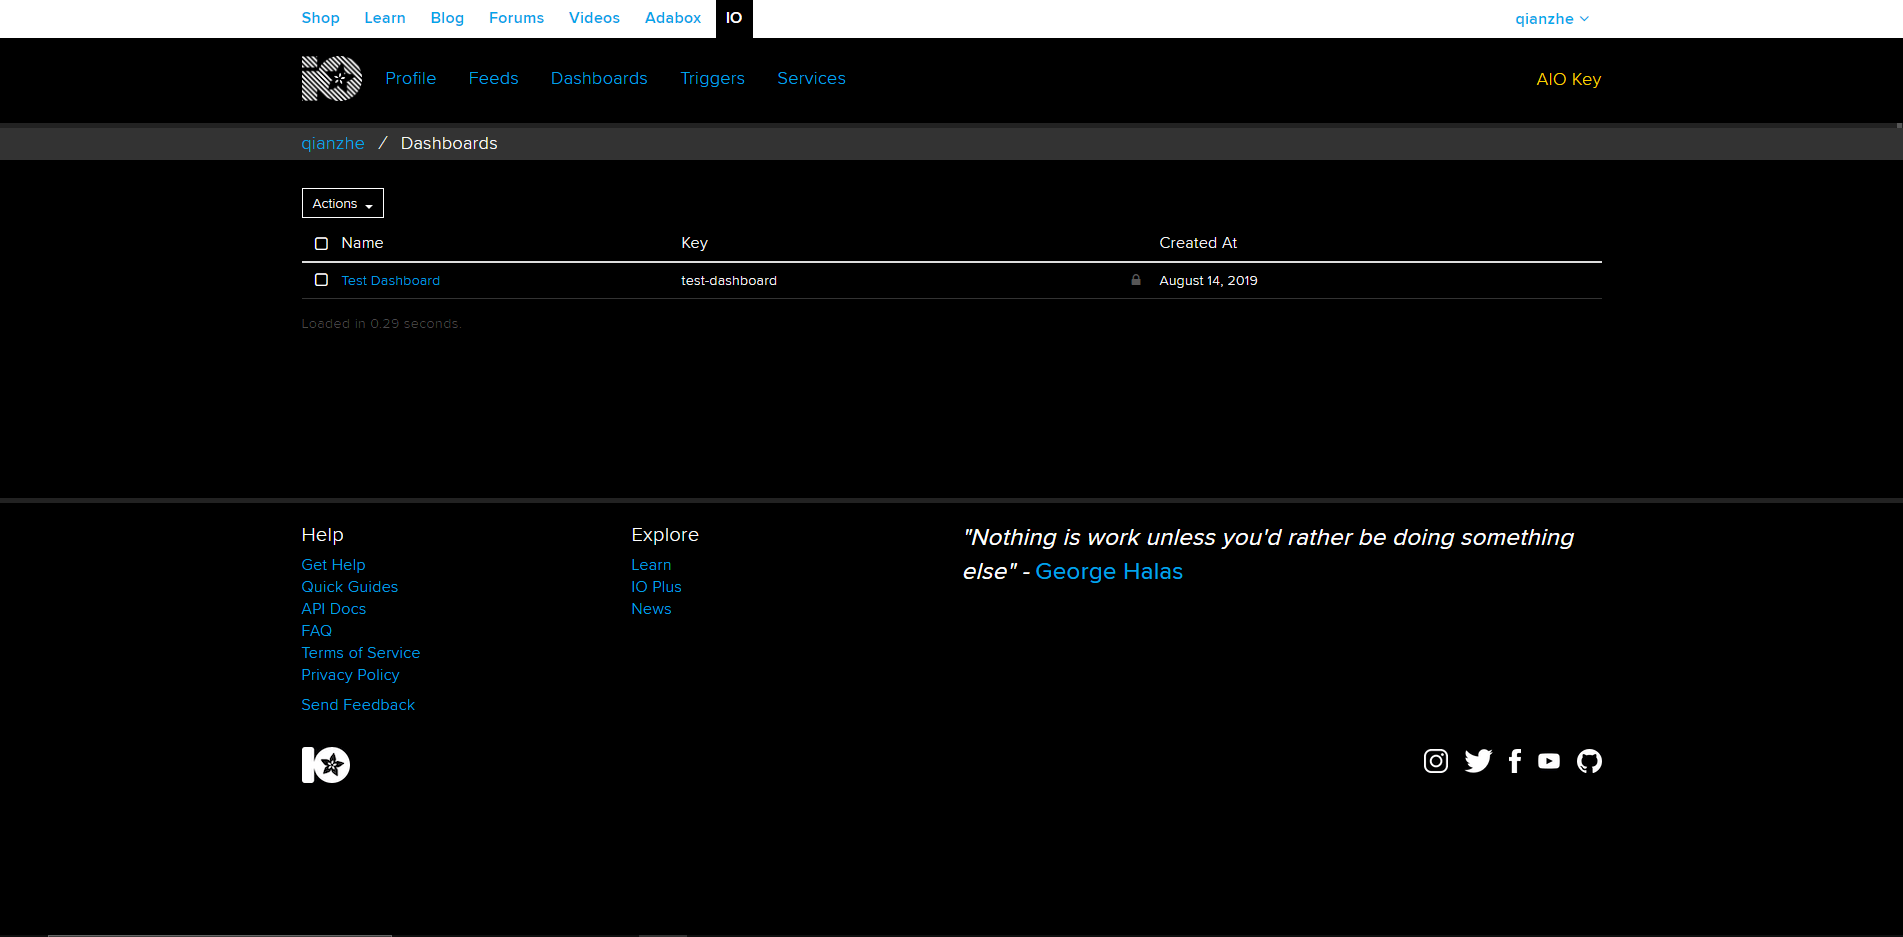 Shop Learn Blog Forums Videos Adabox IO qianzhe
IO Profile Feeds Dashboards Triggers Services AIO Key
qianzhe / Dashboards
Actions
Name Key Created At
Test Dashboard test-dashboard August 14, 2019
Loaded in 0.29 seconds.
Help
Get Help
Quick Guides
API Docs
FAQ
Terms of Service
Privacy Policy
Send Feedback
Explore
Learn
IO Plus
News
"Nothing is work unless you'd rather be doing something
else" - George Halas
IO